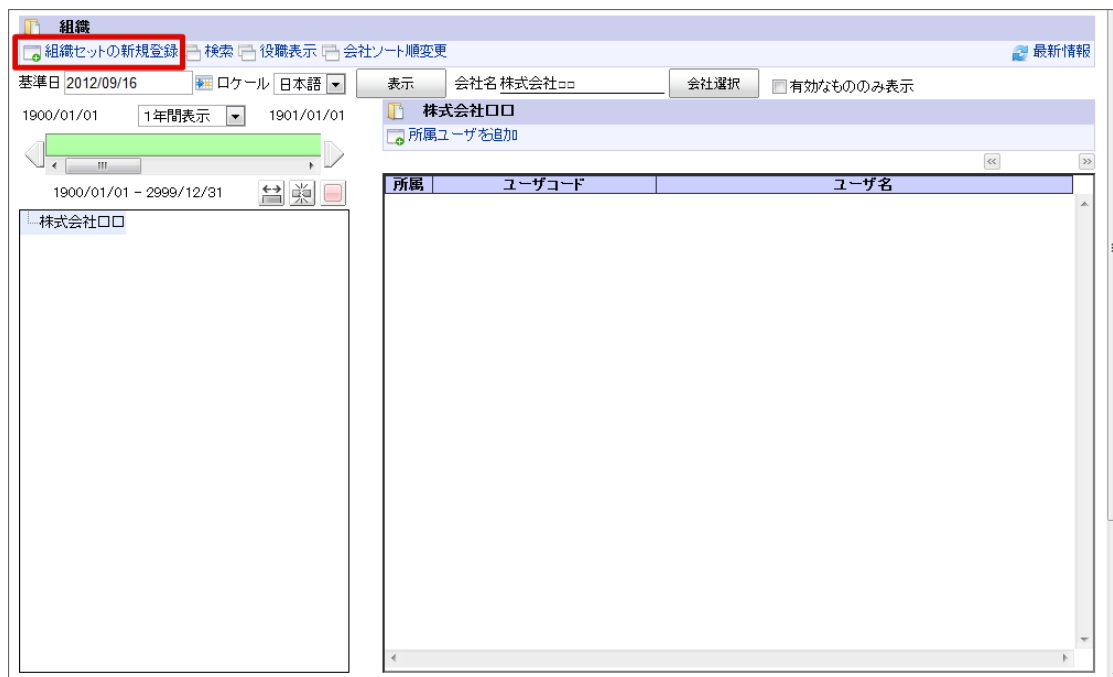 組織
組織セットの新規登録 検索 役職表示 会社ソート順変更 最新情報
基準日 2012/09/16 ロケール 日本語 表示 会社名 株式会社□□ 会社選択 有効なもののみ表示
1900/01/01 1年間表示 1901/01/01
1900/01/01 - 2999/12/31
株式会社ロロ
株式会社ロロ
所属ユーザを追加
<< >>
所属 ユーザコード ユーザ名